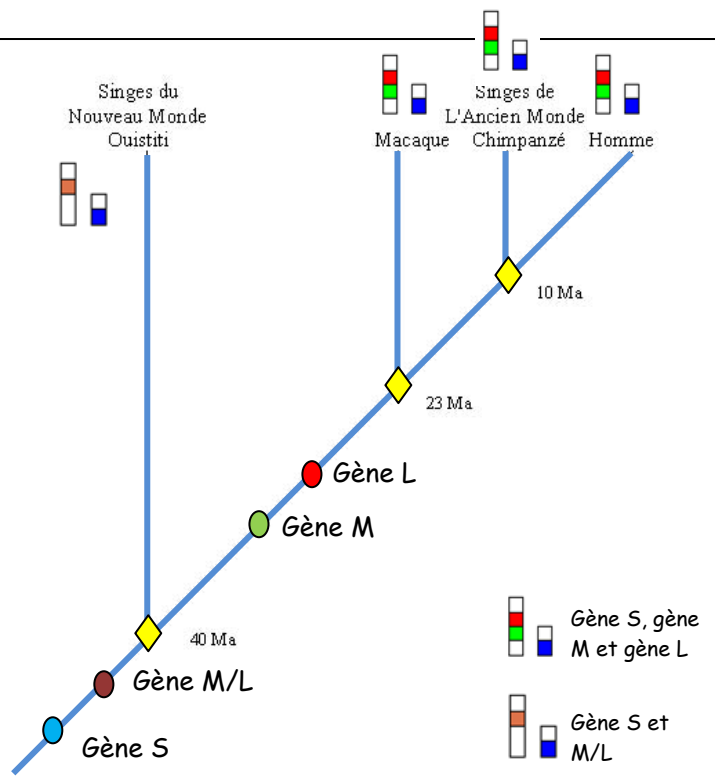 Singes du
Nouveau Monde
Ouistiti
Macaque
Singes de
L'Ancien Monde
Chimpanzé
Homme
10 Ma
23 Ma
Gène L
Gène M
40 Ma
Gène M/L
Gène S
Gène S, gène
M et gène L
Gène S et
M/L